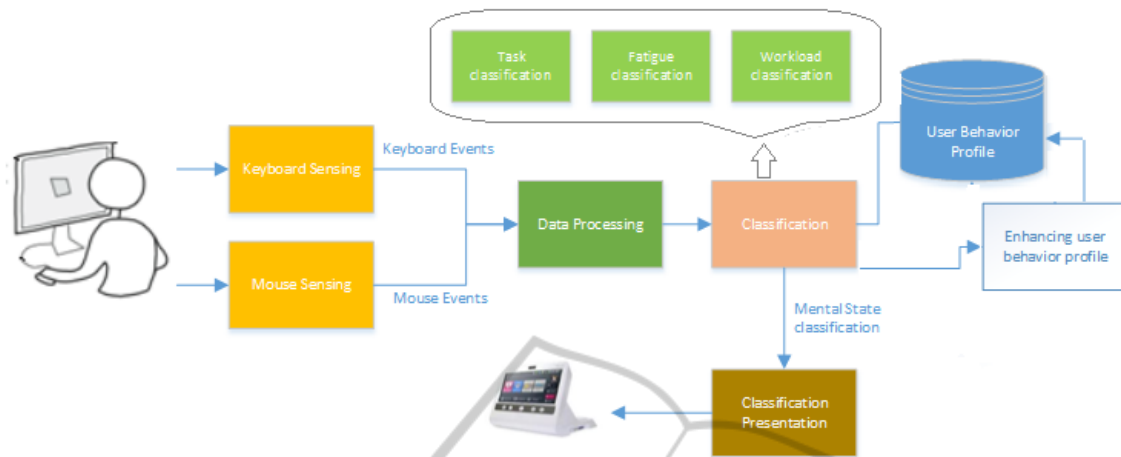 Task
classification
Fatigue
classification
Workload
classification
User Behavior
Profile
Keyboard Sensing
Keyboard Events
Data Processing
Classification
Enhancing user
behavior profile
Mouse Sensing
Mouse Events
Mental State
classification
Classification
Presentation